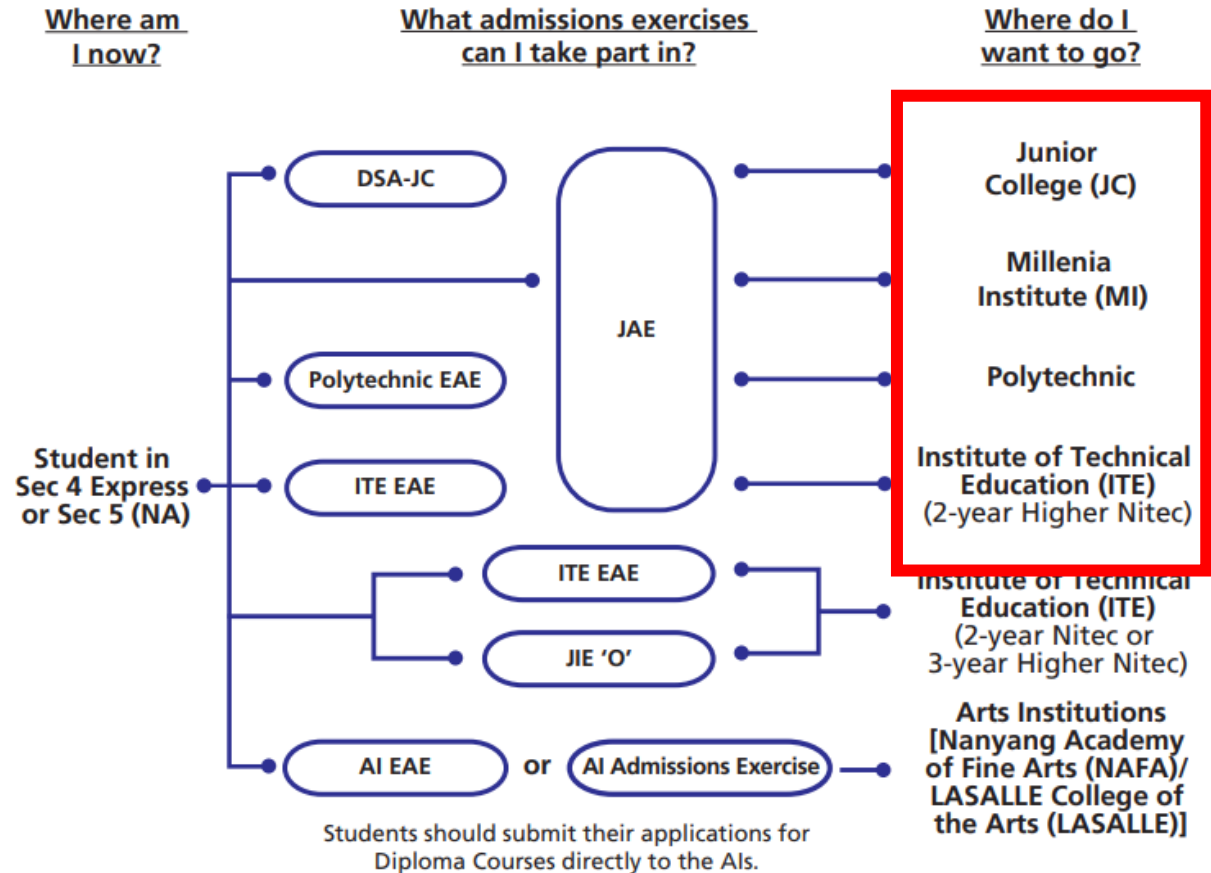 Where am
I now?
What admissions exercises
can I take part in?
Where do I
want to go?
DSA-JC
Junior
College (JC)
Millenia
Institute (MI)
JAE
Polytechnic EAE
Polytechnic
Student in
Sec 4 Express
or Sec 5 (NA)
ITE EAE
Institute of Technical
Education (ITE)
(2-year Higher Nitec)
ITE EAE
JIE 'O'
Institute of Technical
Education (ITE)
(2-year Nitec or
3-year Higher Nitec)
AI EAE
or
AI Admissions Exercise
Arts Institutions
[Nanyang Academy
of Fine Arts (NAFA)/
LASALLE College of
the Arts (LASALLE)]
Students should submit their applications for
Diploma Courses directly to the AIs.